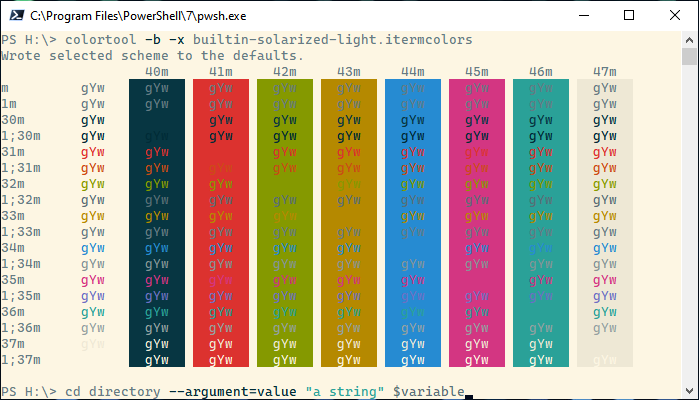 C:\Program Files\PowerShell\7\pwsh.exe
PS H:\> colortool -b -x builtin-solarized-light.itermcolors
Wrote selected scheme to the defaults.
40m 41m 42m 43m 44m 45m 46m 47m
m gYw gYw gYw gYw gYw gYw gYw gYw gYw
1m gYw gYw gYw gYw gYw gYw gYw gYw gYw
30m gYw gYw gYw gYw gYw gYw gYw gYw
1;30m gYw gYw gYw gYw gYw gYw gYw gYw gYw
31m gYw gYw gYw gYw gYw gYw gYw gYw
1;31m gYw gYw gYw gYw gYw gYw gYw gYw gYw
32m gYw gYw gYw gYw gYw gYw gYw gYw
1;32m gYw gYw gYw gYw gYw gYw gYw gYw gYw
33m gYw gYw gYw gYw gYw gYw gYw gYw
1;33m gYw gYw gYw gYw gYw gYw gYw gYw gYw
34m gYw gYw gYw gYw gYw gYw gYw gYw
1;34m gYw gYw gYw gYw gYw gYw gYw gYw gYw
35m gYw gYw gYw gYw gYw gYw gYw gYw
1;35m gYw gYw gYw gYw gYw gYw gYw gYw gYw
36m gYw gYw gYw gYw gYw gYw gYw gYw
1;36m gYw gYw gYw gYw gYw gYw gYw gYw gYw
37m gYw gYw gYw gYw gYw gYw gYw gYw
1;37m gYw gYw gYw gYw gYw gYw gYw gYw
PS H:\> cd directory --argument=value "a string" $variable